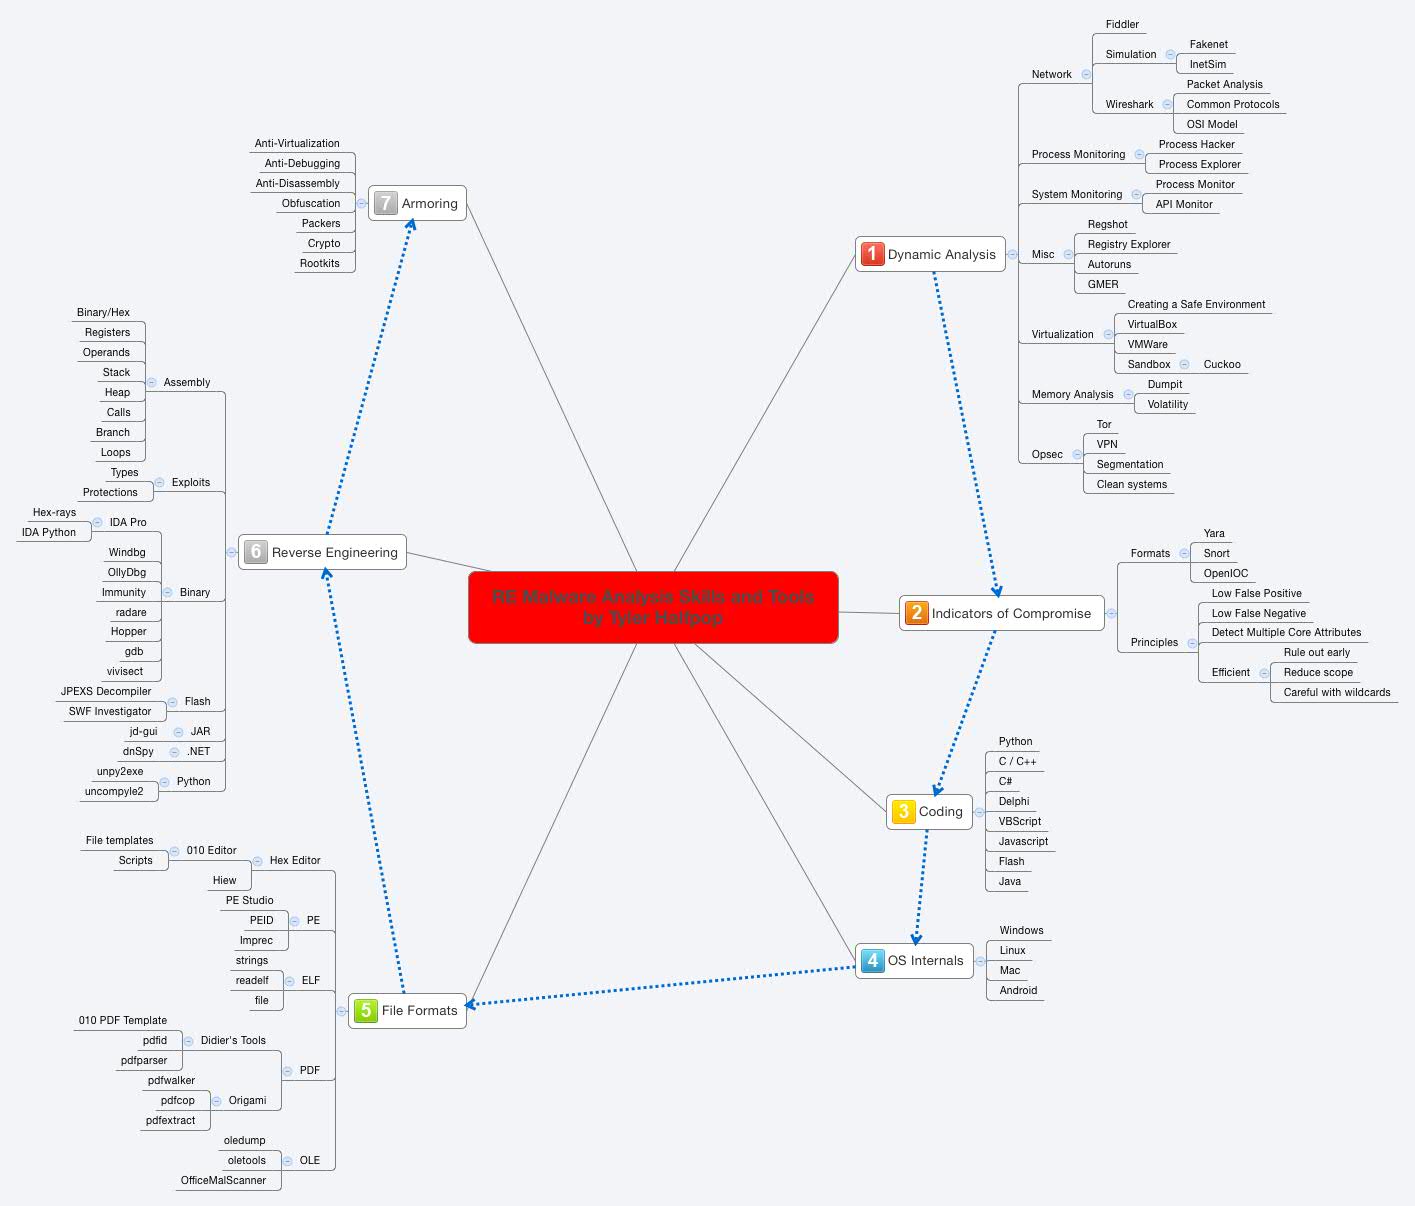 RE Malware Analysis Skills and Tools
by Tyler Halfpop
1 Dynamic Analysis
Network
Fiddler
Simulation
Fakenet
InetSim
Wireshark
Packet Analysis
Common Protocols
OSI Model
Process Monitoring
Process Hacker
Process Explorer
System Monitoring
Process Monitor
API Monitor
Misc
Regshot
Registry Explorer
Autoruns
GMER
Virtualization
Creating a Safe Environment
VirtualBox
VMWare
Sandbox
Cuckoo
Memory Analysis
Dumpit
Volatility
Opsec
Tor
VPN
Segmentation
Clean systems
2 Indicators of Compromise
Formats
Yara
Snort
OpenIOC
Principles
Low False Positive
Low False Negative
Detect Multiple Core Attributes
Efficient
Rule out early
Reduce scope
Careful with wildcards
3 Coding
Python
C / C++
C#
Delphi
VBScript
Javascript
Flash
Java
4 OS Internals
Windows
Linux
Mac
Android
5 File Formats
Hex Editor
010 Editor
File templates
Scripts
Hiew
PE
PE Studio
PEID
Imprec
ELF
strings
readelf
file
PDF
Didier's Tools
010 PDF Template
pdfid
pdfparser
Origami
pdfwalker
pdfcop
pdfextract
OLE
oledump
oletools
OfficeMalScanner
6 Reverse Engineering
Assembly
Binary/Hex
Registers
Operands
Stack
Heap
Calls
Branch
Loops
Exploits
Types
Protections
Binary
IDA Pro
Hex-rays
IDA Python
Windbg
OllyDbg
Immunity
radare
Hopper
gdb
vivisect
Flash
JPEXS Decompiler
SWF Investigator
JAR
jd-gui
.NET
dnSpy
Python
unpy2exe
uncompyle2
7 Armoring
Anti-Virtualization
Anti-Debugging
Anti-Disassembly
Obfuscation
Packers
Crypto
Rootkits